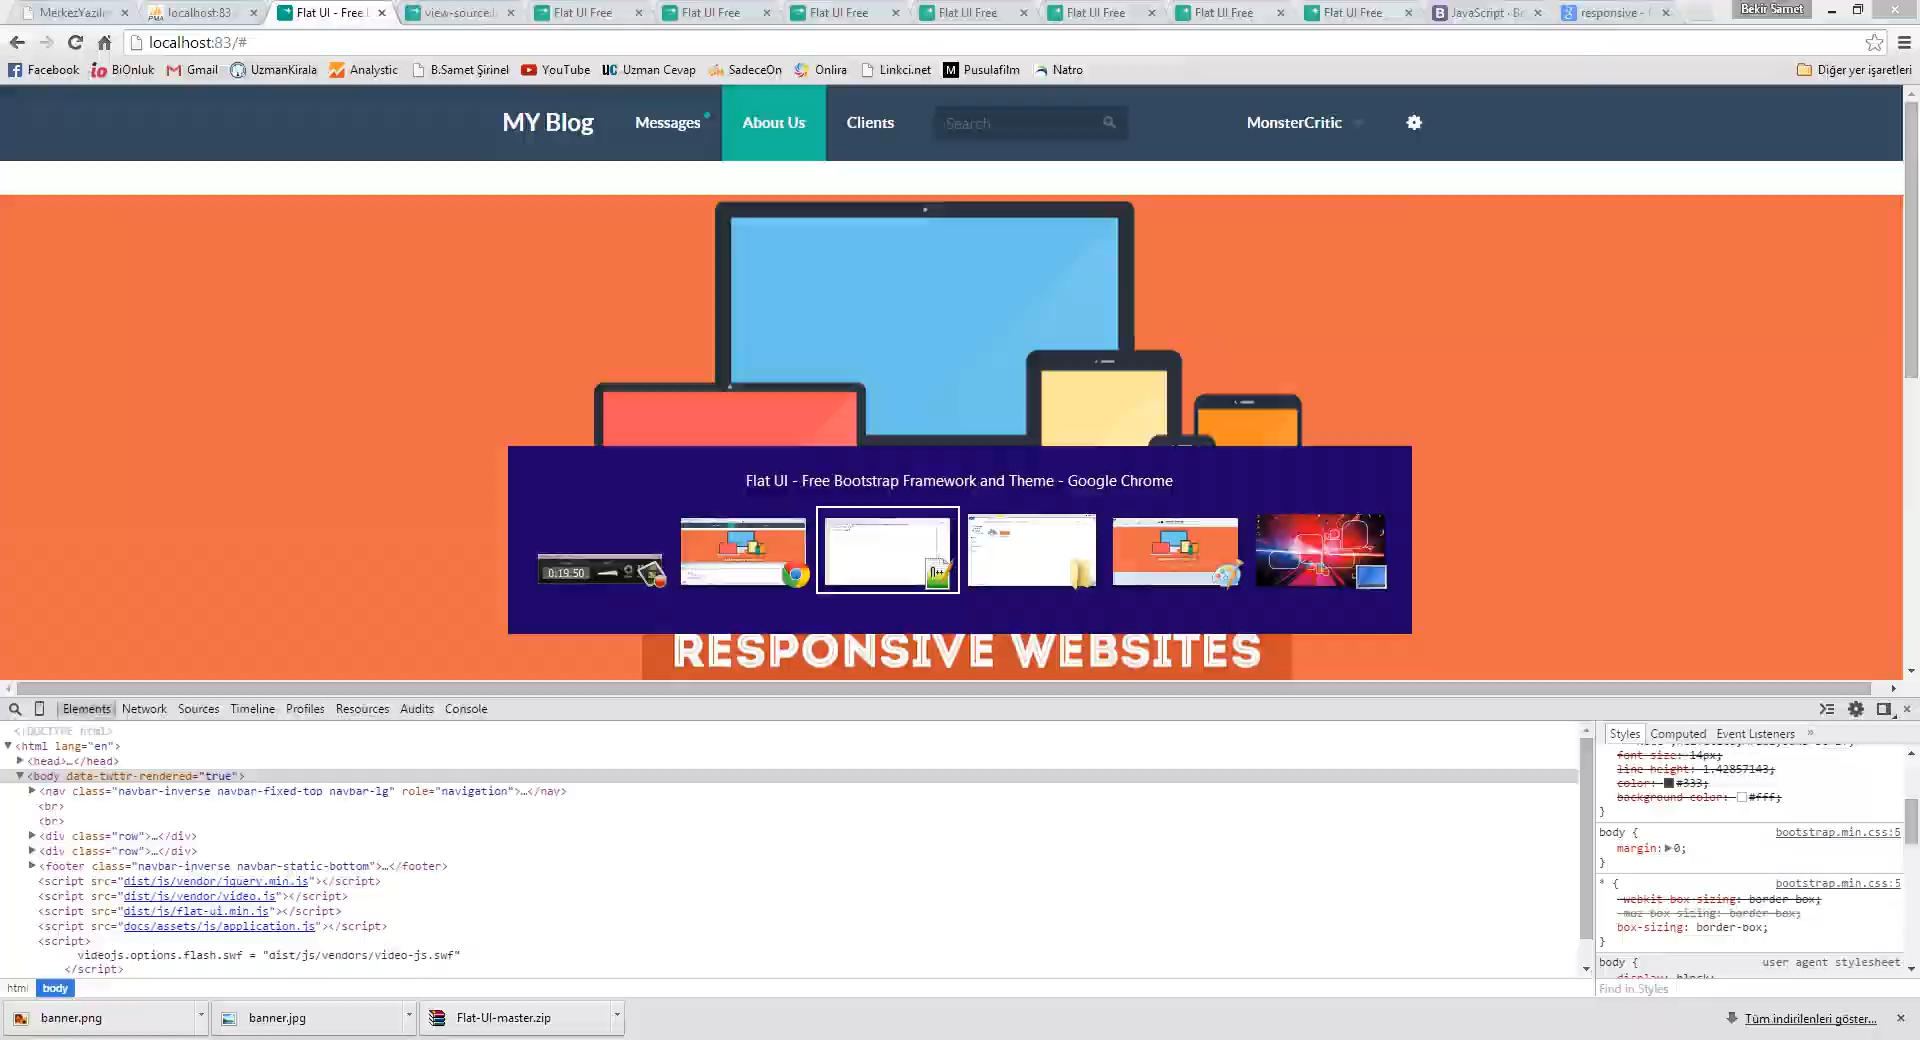 MerkezYazılı
localhost:83
Flat UI - Free
view-source:l
Flat UI Free
Flat UI Free
Flat UI Free
Flat UI Free
Flat UI Free
Flat UI Free
Flat UI Free
JavaScript · B
responsive -
Bekir Samet
localhost:83/#
Facebook
BiOnluk
Gmail
UzmanKirala
Analystic
B.Samet Şirinel
YouTube
UC Uzman Cevap
SadeceOn
Onlira
Linkci.net
M Pusulafilm
Natro
Diğer yer işaretleri
MY Blog
Messages
About Us
Clients
Search
MonsterCritic
Flat UI - Free Bootstrap Framework and Theme - Google Chrome
0:19.50
RESPONSIVE WEBSITES
Elements Network Sources Timeline Profiles Resources Audits Console
<!DOCTYPE html>
<html lang="en">
<head>…</head>
<body data-twttr-rendered="true">
<nav class="navbar-inverse navbar-fixed-top navbar-lg" role="navigation">…</nav>
<br>
<br>
<div class="row">…</div>
<div class="row">…</div>
<footer class="navbar-inverse navbar-static-bottom">…</footer>
<script src="dist/js/vendor/jquery.min.js"></script>
<script src="dist/js/vendor/video.js"></script>
<script src="dist/js/flat-ui.min.js"></script>
<script src="docs/assets/js/application.js"></script>
<script>
videojs.options.flash.swf = "dist/js/vendors/video-js.swf"
</script>
html body
Styles Computed Event Listeners »
font-size: 14px;
line-height: 1.42857143;
color: #333;
background-color: #fff;
}
body { bootstrap.min.css:5
margin: 0;
}
* { bootstrap.min.css:5
-webkit-box-sizing: border-box;
-moz-box-sizing: border-box;
box-sizing: border-box;
}
body { user agent stylesheet
display: block;
Find in Styles
banner.png
banner.jpg
Flat-UI-master.zip
Tüm indirilenleri göster...